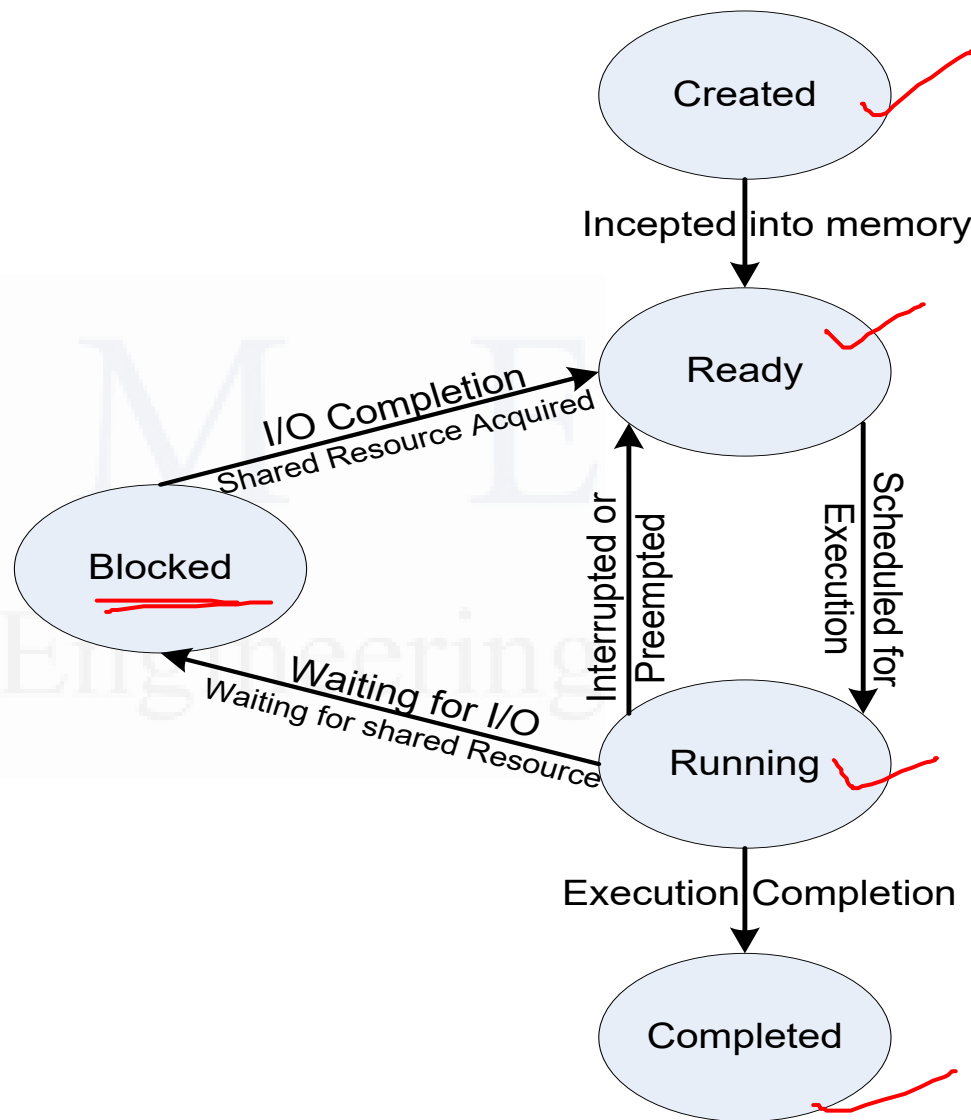 Created
Incepted into memory
Ready
I/O Completion
Shared Resource Acquired
Interrupted or
Preempted
Scheduled for
Execution
Blocked
Waiting for I/O
Waiting for shared Resource
Running
Execution Completion
Completed
M E
Engineering